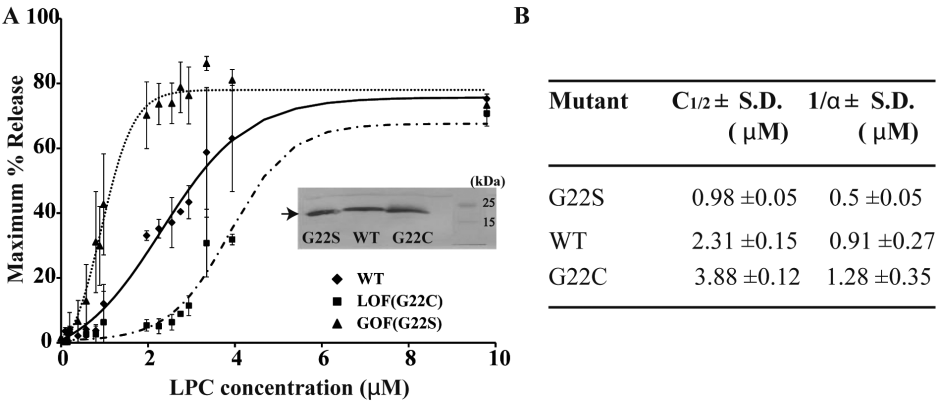 A
100
80
60
40
20
0
Maximum % Release
0
2
4
6
8
10
LPC concentration (μM)
(kDa)
25
15
G22S WT G22C
WT
LOF(G22C)
GOF(G22S)
B
Mutant C1/2 ± S.D. 1/α ± S.D.
( μM) ( μM)
G22S 0.98 ±0.05 0.5 ±0.05
WT 2.31 ±0.15 0.91 ±0.27
G22C 3.88 ±0.12 1.28 ±0.35